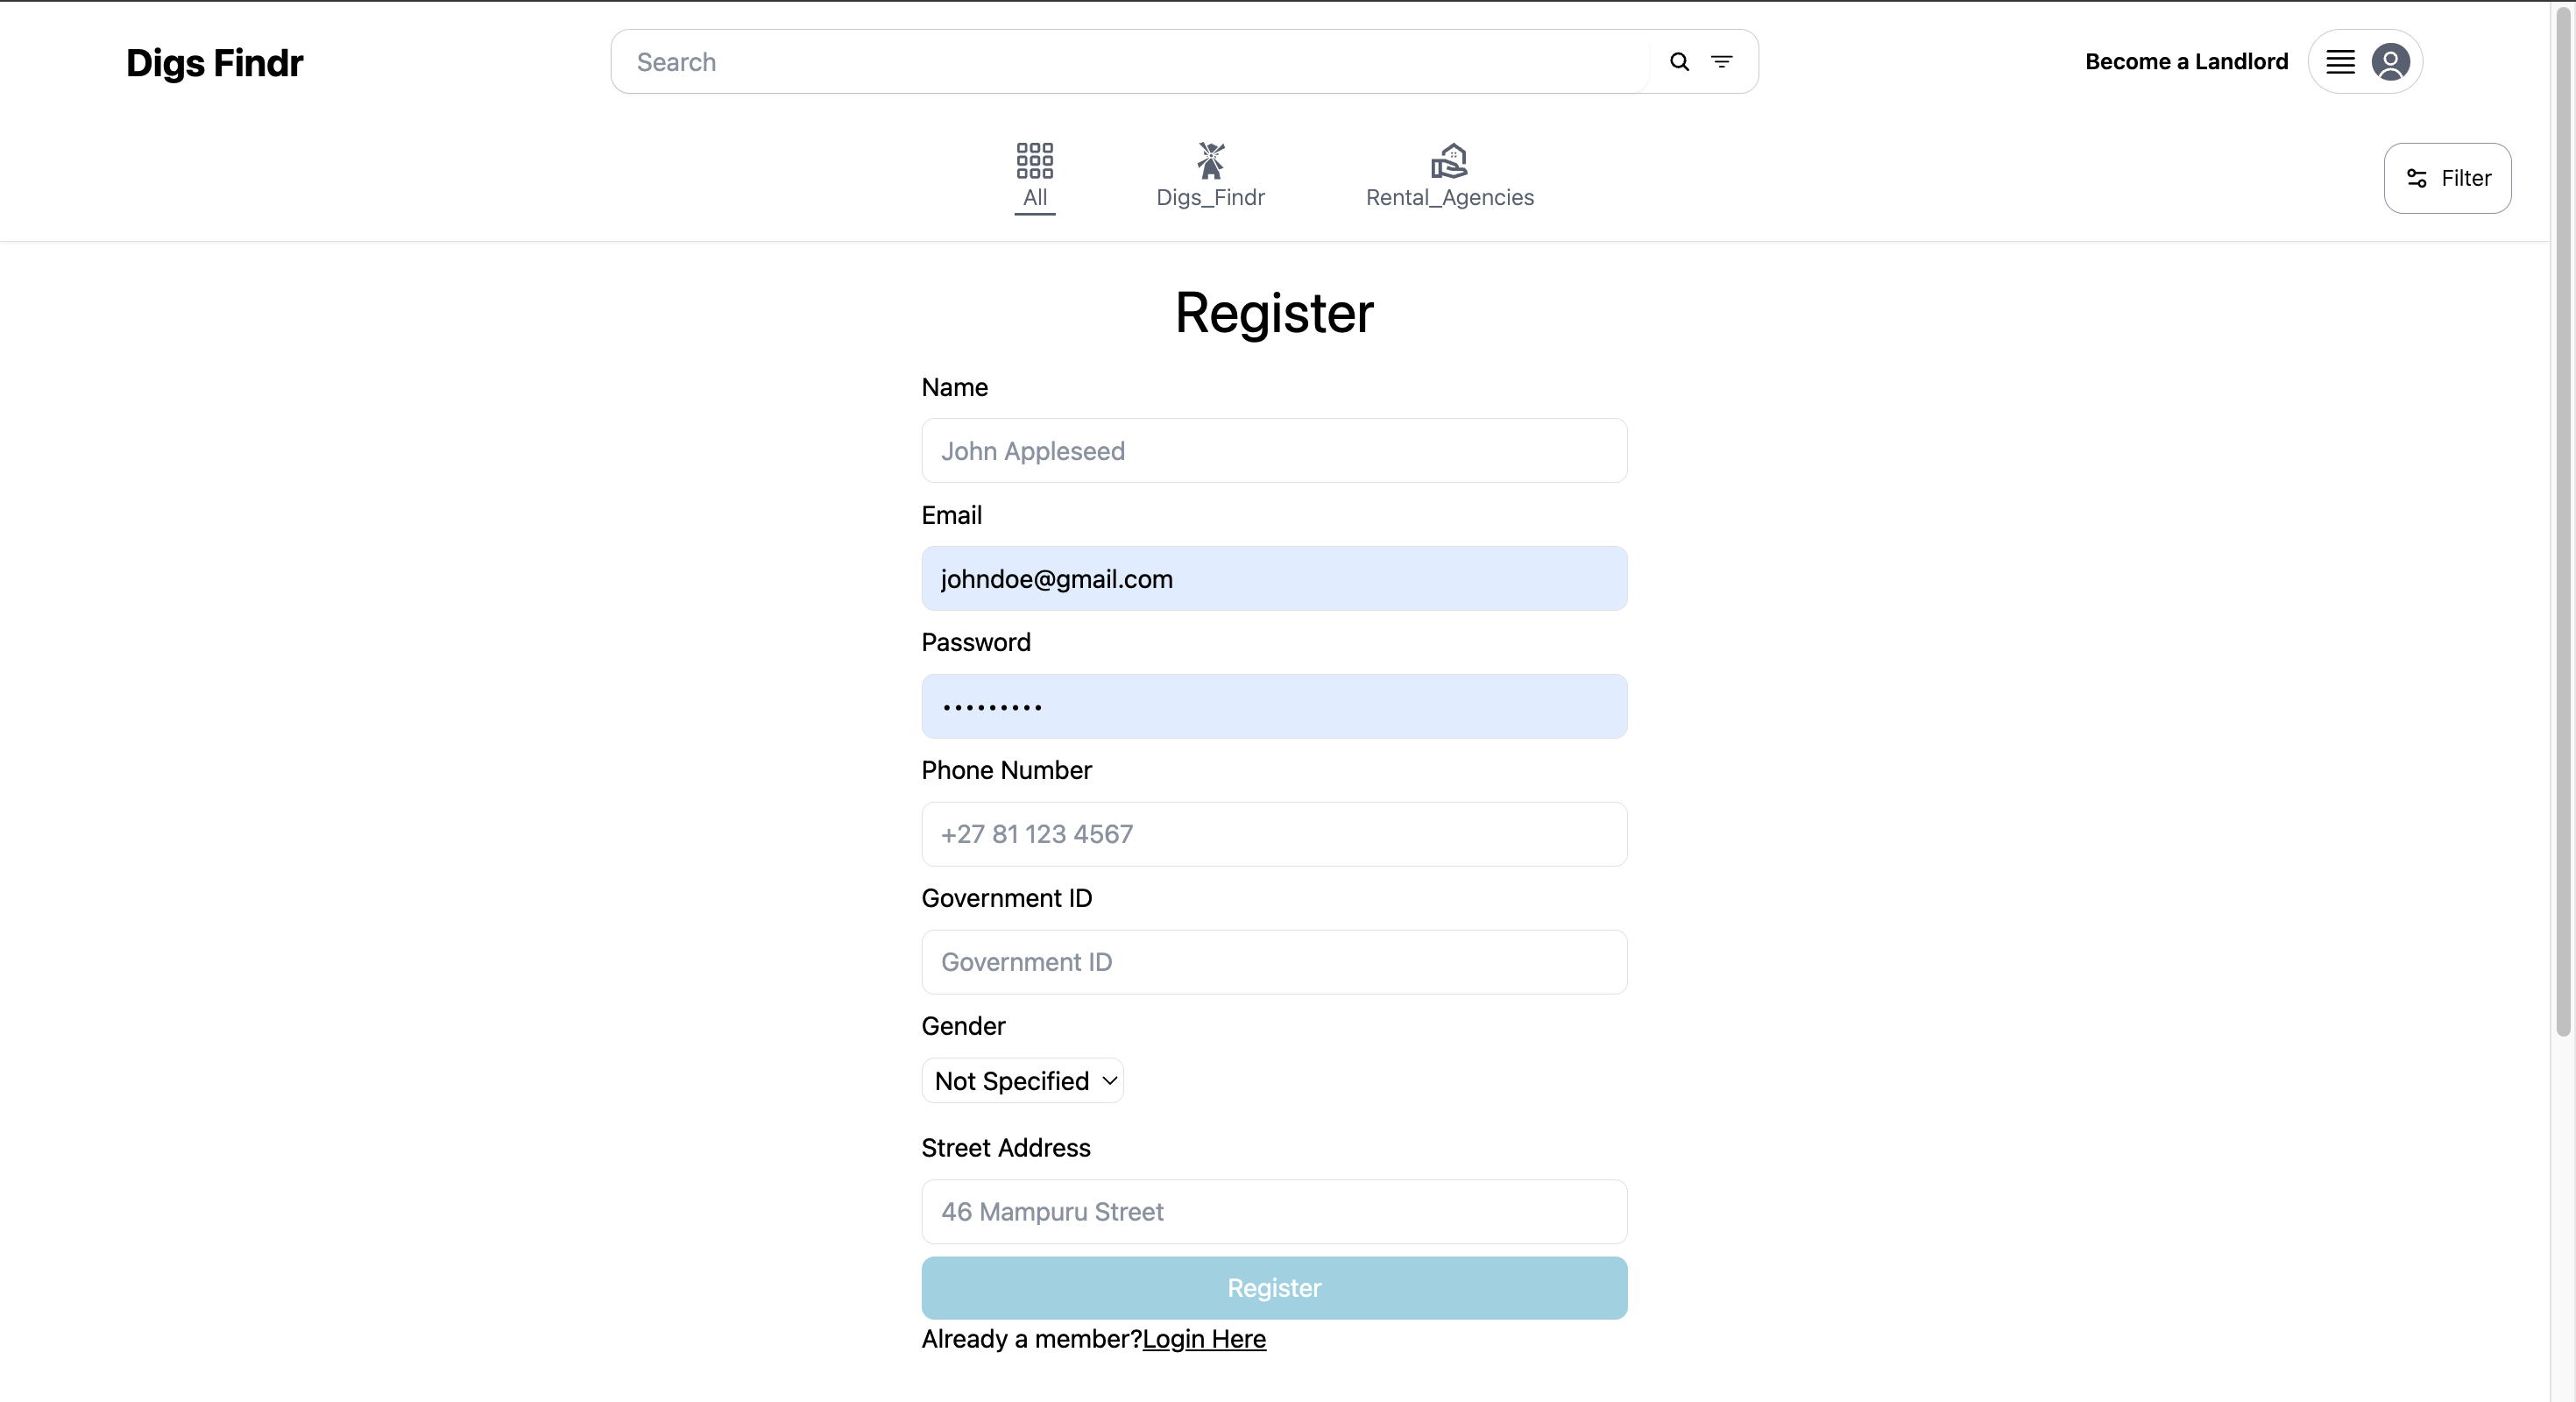 Digs Findr
Search
Become a Landlord
All
Digs_Findr
Rental_Agencies
Filter
Register
Name
John Appleseed
Email
johndoe@gmail.com
Password
•••••••••
Phone Number
+27 81 123 4567
Government ID
Government ID
Gender
Not Specified
Street Address
46 Mampuru Street
Register
Already a member?Login Here